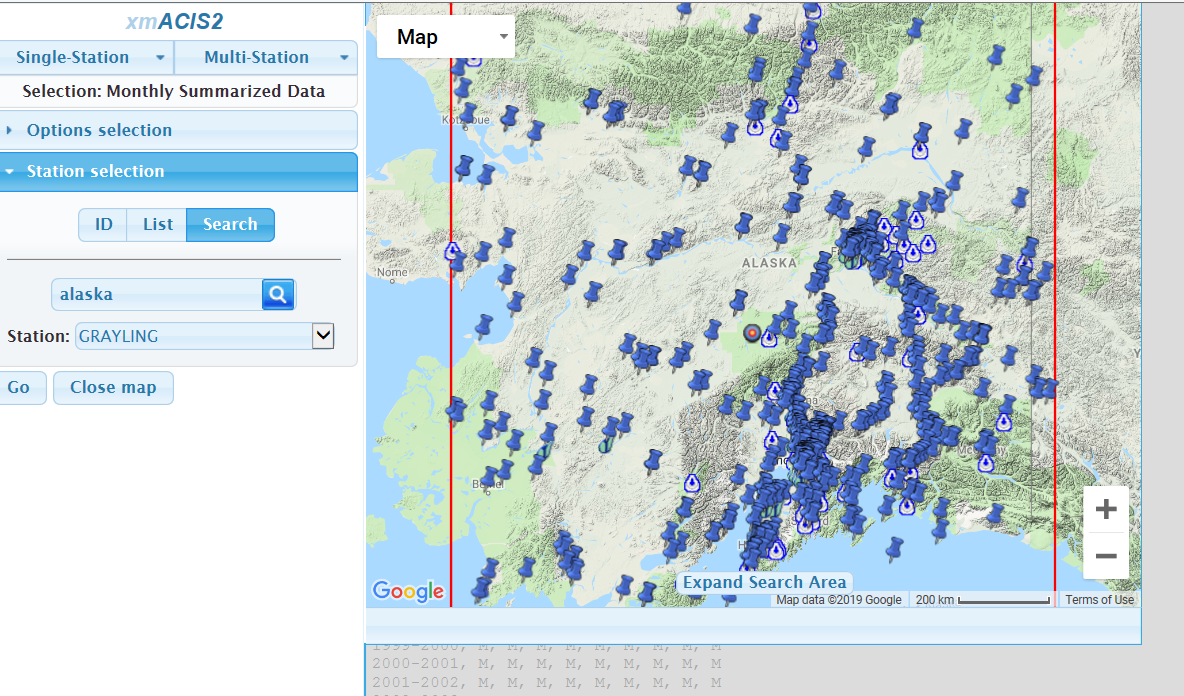 xmACIS2
Single-Station
Multi-Station
Selection: Monthly Summarized Data
Options selection
Station selection
ID
List
Search
alaska
Station: GRAYLING
Go
Close map
Map
Nome
ALASKA
Google
Expand Search Area
Map data ©2019 Google
200 km
Terms of Use
1999-2000, M, M, M, M, M, M, M, M, M
2000-2001, M, M, M, M, M, M, M, M, M
2001-2002, M, M, M, M, M, M, M, M, M